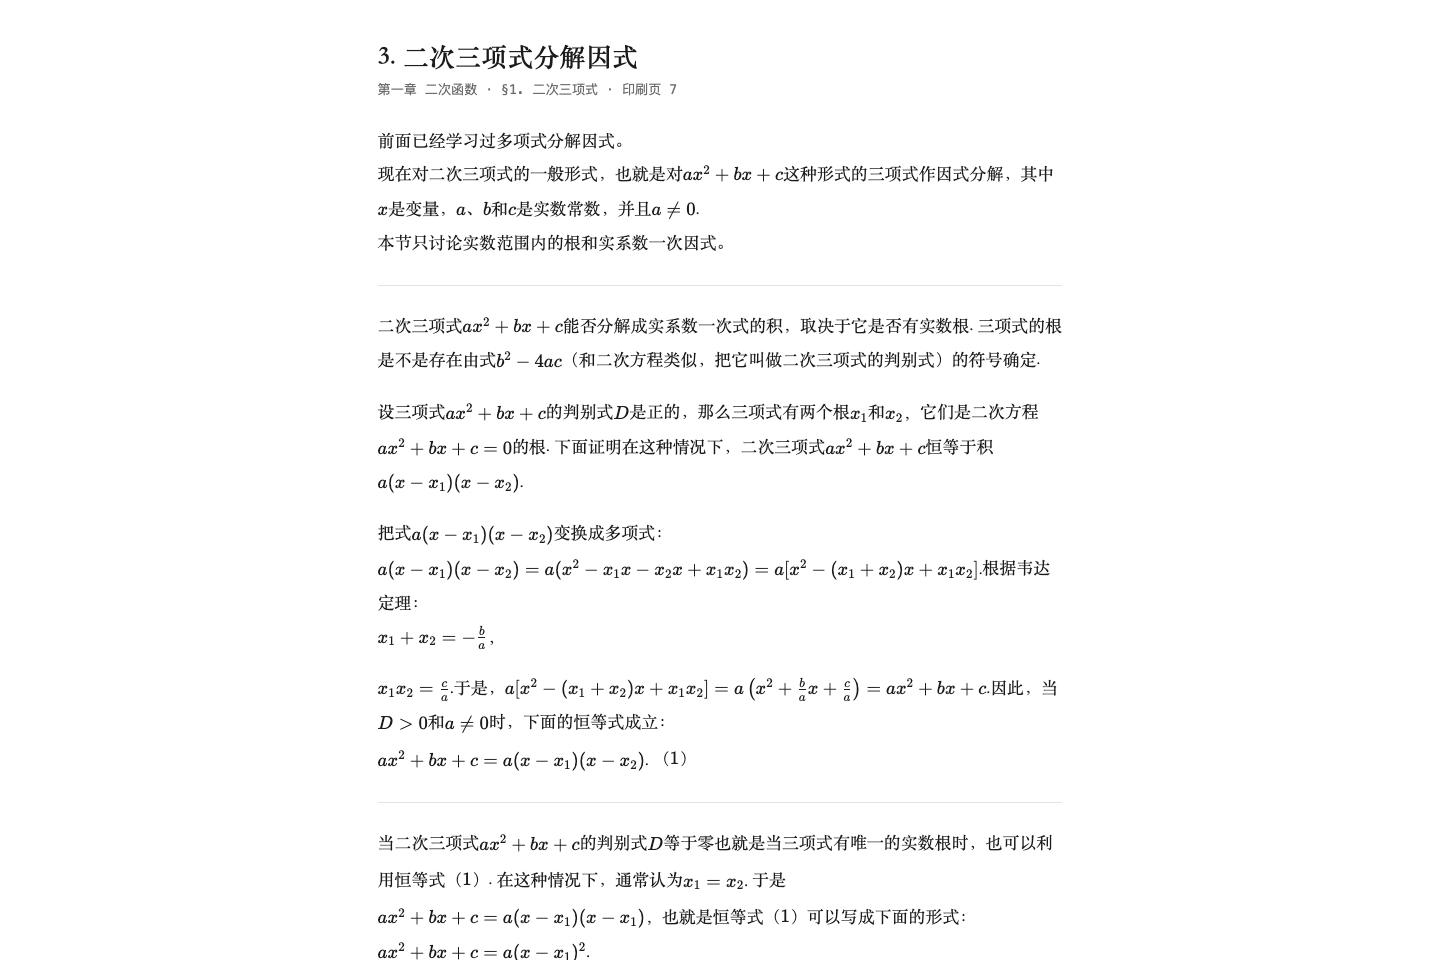 3. 二次三项式分解因式
第一章 二次函数 · §1. 二次三项式 · 印刷页 7
前面已经学习过多项式分解因式。
现在对二次三项式的一般形式，也就是对ax² + bx + c这种形式的三项式作因式分解，其中
x是变量，a、b和c是实数常数，并且a ≠ 0.
本节只讨论实数范围内的根和实系数一次因式。
二次三项式ax² + bx + c能否分解成实系数一次式的积，取决于它是否有实数根. 三项式的根
是不是存在由式b² − 4ac（和二次方程类似，把它叫做二次三项式的判别式）的符号确定.
设三项式ax² + bx + c的判别式D是正的，那么三项式有两个根x₁和x₂，它们是二次方程
ax² + bx + c = 0的根. 下面证明在这种情况下，二次三项式ax² + bx + c恒等于积
a(x − x₁)(x − x₂).
把式a(x − x₁)(x − x₂)变换成多项式：
a(x − x₁)(x − x₂) = a(x² − x₁x − x₂x + x₁x₂) = a[x² − (x₁ + x₂)x + x₁x₂].根据韦达
定理：
x₁ + x₂ = −b/a，
x₁x₂ = c/a.于是，a[x² − (x₁ + x₂)x + x₁x₂] = a(x² + b/a x + c/a) = ax² + bx + c.因此，当
D > 0和a ≠ 0时，下面的恒等式成立：
ax² + bx + c = a(x − x₁)(x − x₂).（1）
当二次三项式ax² + bx + c的判别式D等于零也就是当三项式有唯一的实数根时，也可以利
用恒等式（1）. 在这种情况下，通常认为x₁ = x₂. 于是
ax² + bx + c = a(x − x₁)(x − x₁)，也就是恒等式（1）可以写成下面的形式：
ax² + bx + c = a(x − x₁)².